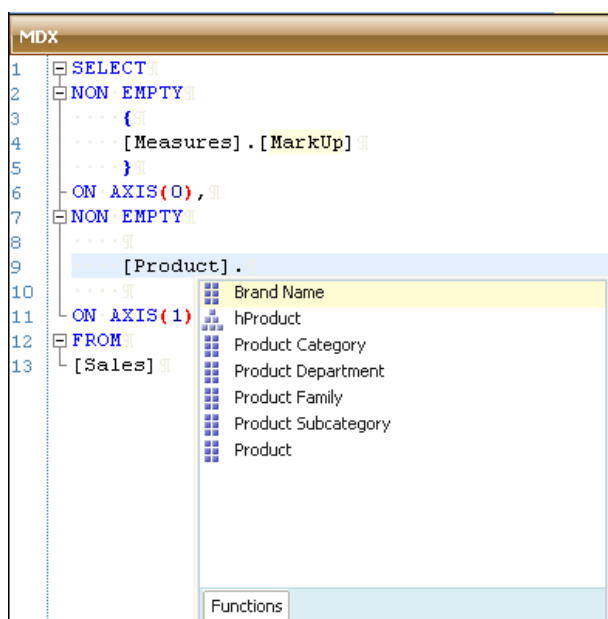 MDX
1 SELECT¶
2 NON·EMPTY¶
3 ····{¶
4 ····[Measures].[MarkUp]¶
5 ····}¶
6 ON·AXIS(0),¶
7 NON·EMPTY¶
8 ····¶
9 ····[Product].¶
10 ····¶
11 ON·AXIS(1)
12 FROM¶
13 [Sales]¶
Brand Name
hProduct
Product Category
Product Department
Product Family
Product Subcategory
Product
Functions